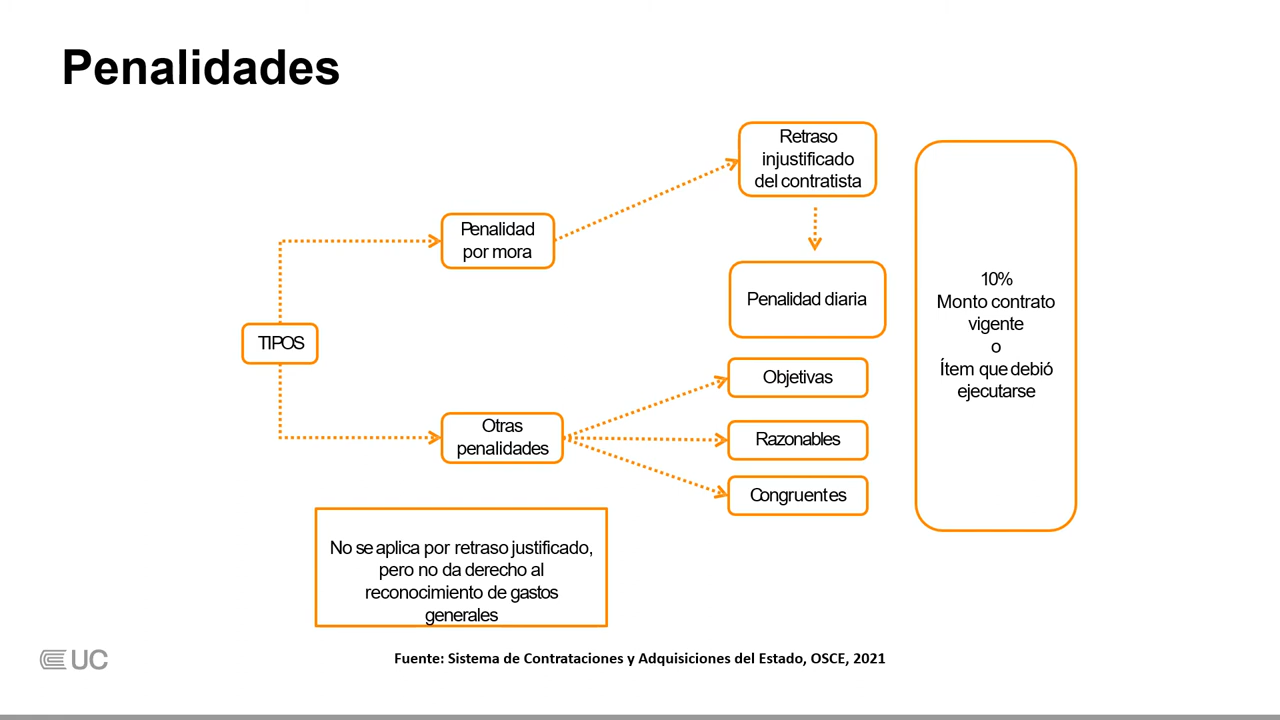 Penalidades
Retraso
injustificado
del contratista
Penalidad
por mora
Penalidad diaria
10%
Monto contrato
vigente
o
Ítem que debió
ejecutarse
TIPOS
Objetivas
Otras
penalidades
Razonables
Congruentes
No se aplica por retraso justificado,
pero no da derecho al
reconocimiento de gastos
generales
UC
Fuente: Sistema de Contrataciones y Adquisiciones del Estado, OSCE, 2021